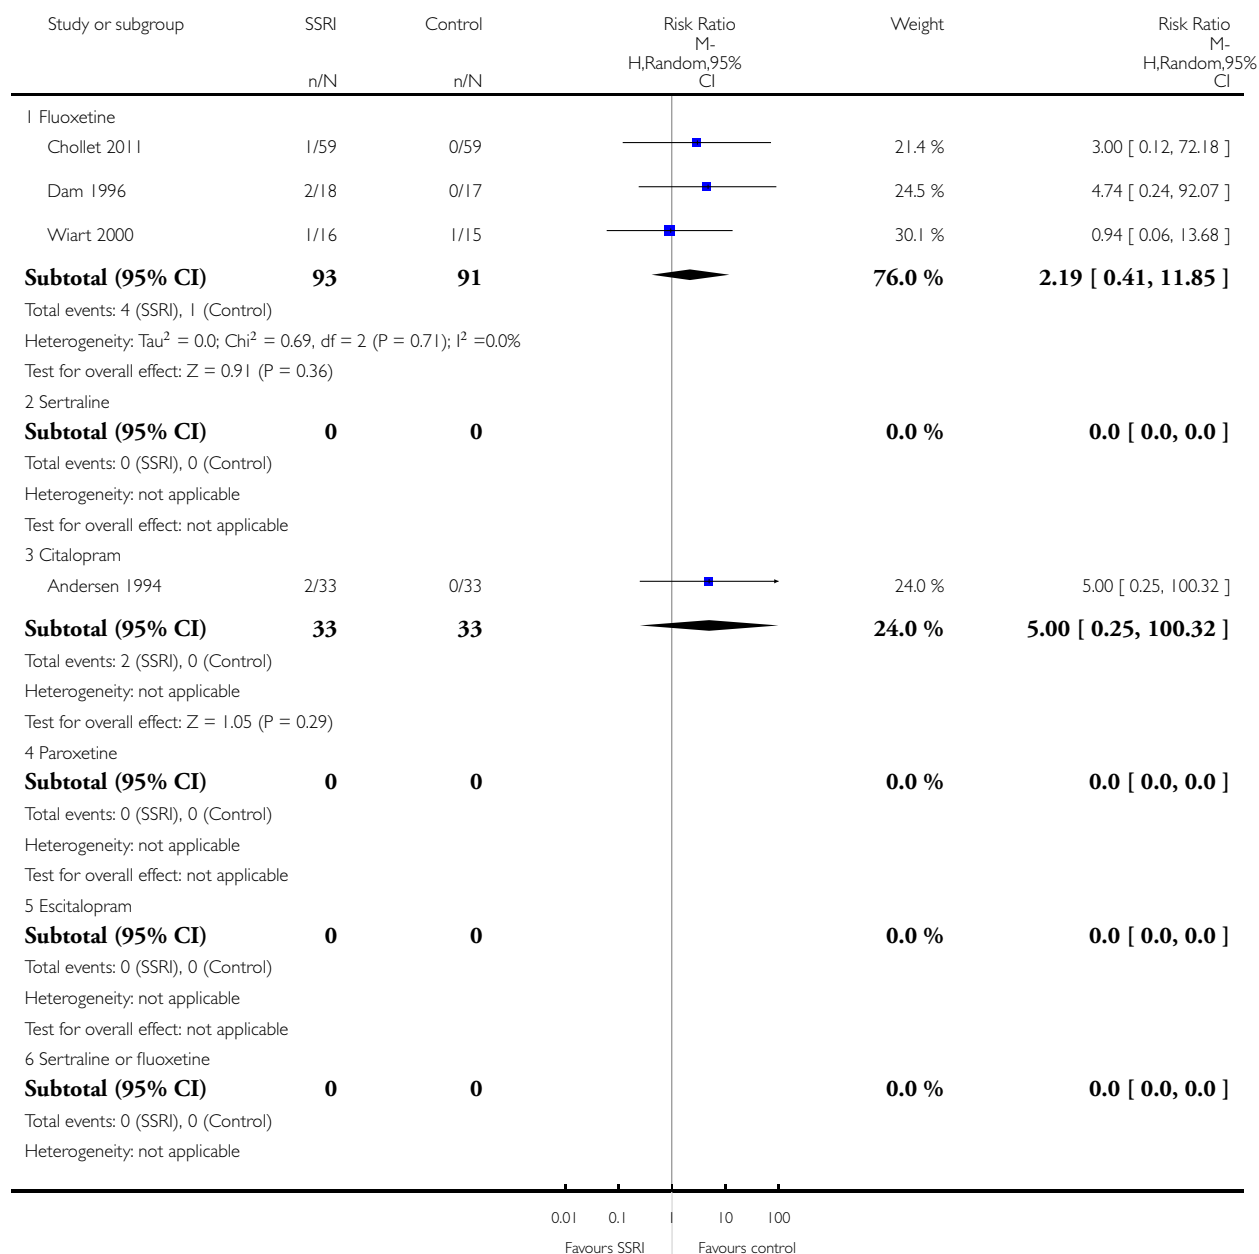 Study or subgroup SSRI Control Risk Ratio Weight Risk Ratio
M- M-
H,Random,95% H,Random,95%
n/N n/N CI CI
1 Fluoxetine
Chollet 2011 1/59 0/59 21.4 % 3.00 [ 0.12, 72.18 ]
Dam 1996 2/18 0/17 24.5 % 4.74 [ 0.24, 92.07 ]
Wiart 2000 1/16 1/15 30.1 % 0.94 [ 0.06, 13.68 ]
Subtotal (95% CI) 93 91 76.0 % 2.19 [ 0.41, 11.85 ]
Total events: 4 (SSRI), 1 (Control)
Heterogeneity: Tau² = 0.0; Chi² = 0.69, df = 2 (P = 0.71); I² =0.0%
Test for overall effect: Z = 0.91 (P = 0.36)
2 Sertraline
Subtotal (95% CI) 0 0 0.0 % 0.0 [ 0.0, 0.0 ]
Total events: 0 (SSRI), 0 (Control)
Heterogeneity: not applicable
Test for overall effect: not applicable
3 Citalopram
Andersen 1994 2/33 0/33 24.0 % 5.00 [ 0.25, 100.32 ]
Subtotal (95% CI) 33 33 24.0 % 5.00 [ 0.25, 100.32 ]
Total events: 2 (SSRI), 0 (Control)
Heterogeneity: not applicable
Test for overall effect: Z = 1.05 (P = 0.29)
4 Paroxetine
Subtotal (95% CI) 0 0 0.0 % 0.0 [ 0.0, 0.0 ]
Total events: 0 (SSRI), 0 (Control)
Heterogeneity: not applicable
Test for overall effect: not applicable
5 Escitalopram
Subtotal (95% CI) 0 0 0.0 % 0.0 [ 0.0, 0.0 ]
Total events: 0 (SSRI), 0 (Control)
Heterogeneity: not applicable
Test for overall effect: not applicable
6 Sertraline or fluoxetine
Subtotal (95% CI) 0 0 0.0 % 0.0 [ 0.0, 0.0 ]
Total events: 0 (SSRI), 0 (Control)
Heterogeneity: not applicable
0.01 0.1 1 10 100
Favours SSRI Favours control